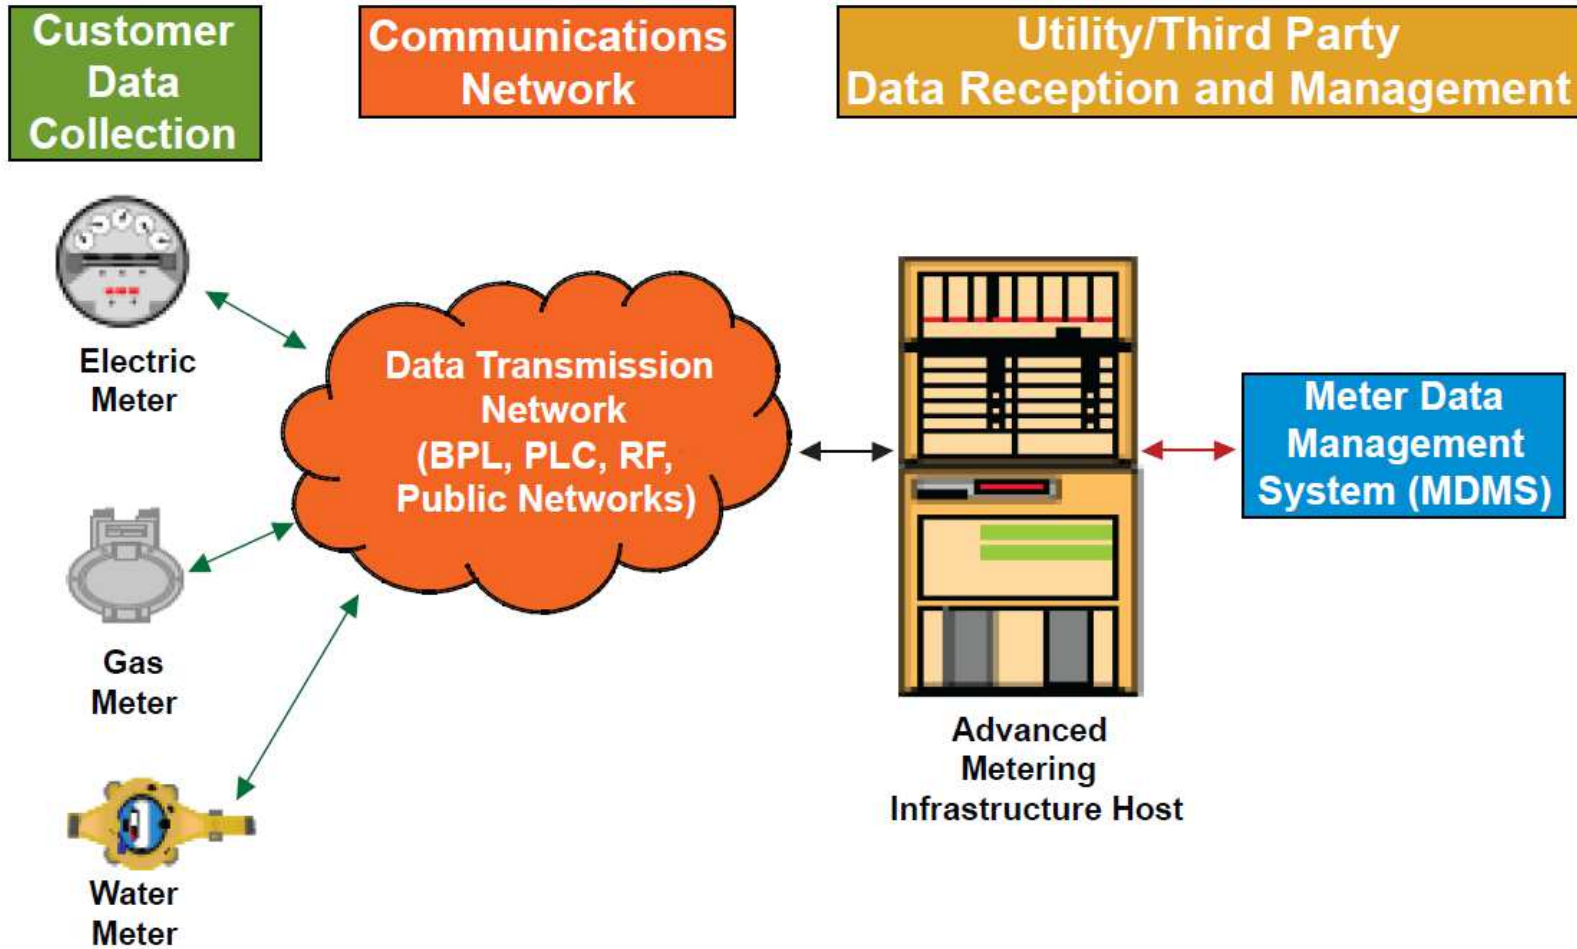 Customer
Data
Collection
Communications
Network
Utility/Third Party
Data Reception and Management
Electric
Meter
Gas
Meter
Water
Meter
Data Transmission
Network
(BPL, PLC, RF,
Public Networks)
Advanced
Metering
Infrastructure Host
Meter Data
Management
System (MDMS)